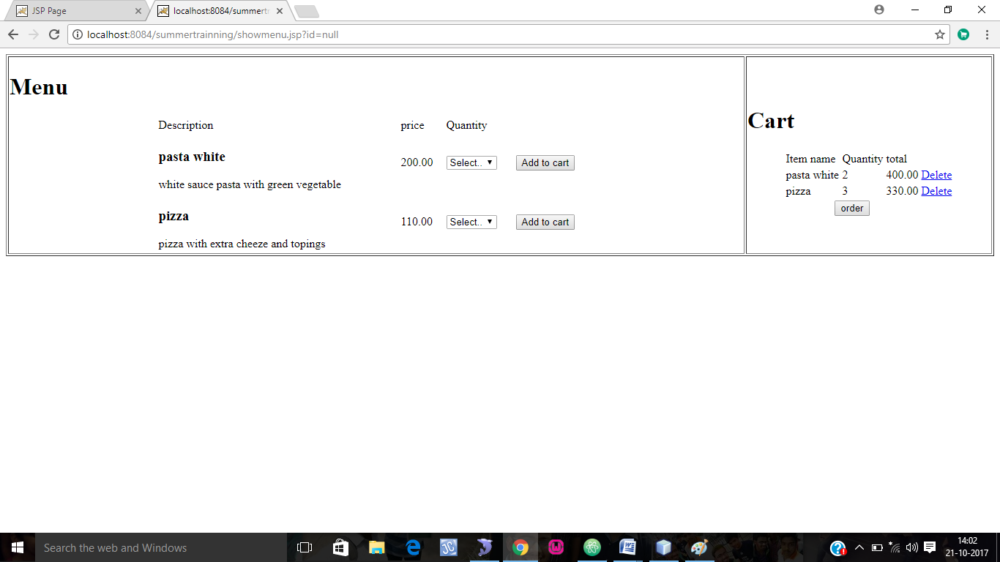 JSP Page
localhost:8084/summertr
localhost:8084/summertrainning/showmenu.jsp?id=null
Menu
Description price Quantity
pasta white
200.00 Select.. Add to cart
white sauce pasta with green vegetable
pizza
110.00 Select.. Add to cart
pizza with extra cheeze and topings
Cart
Item name Quantity total
pasta white 2 400.00 Delete
pizza 3 330.00 Delete
order
Search the web and Windows
JC
14:02
21-10-2017